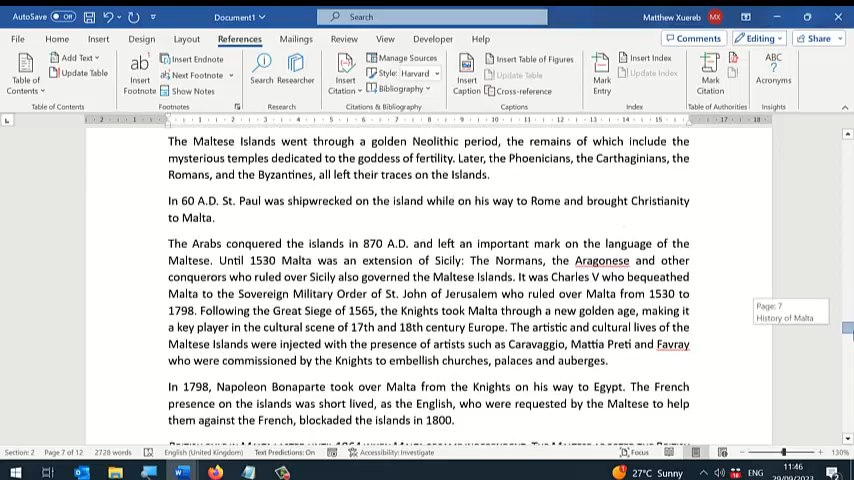 AutoSave Off Document1 Search Matthew Xuereb MX
File Home Insert Design Layout References Mailings Review View Developer Help Comments Editing Share
Table of Contents Add Text Update Table Insert Footnote Insert Endnote Next Footnote Show Notes Search Researcher Insert Citation Manage Sources Style: Harvard Bibliography Insert Caption Insert Table of Figures Update Table Cross-reference Mark Entry Insert Index Update Index Mark Citation ABC Acronyms
Table of Contents Footnotes Research Citations & Bibliography Captions Index Table of Authorities Insights
The Maltese Islands went through a golden Neolithic period, the remains of which include the
mysterious temples dedicated to the goddess of fertility. Later, the Phoenicians, the Carthaginians, the
Romans, and the Byzantines, all left their traces on the Islands.
In 60 A.D. St. Paul was shipwrecked on the island while on his way to Rome and brought Christianity
to Malta.
The Arabs conquered the islands in 870 A.D. and left an important mark on the language of the
Maltese. Until 1530 Malta was an extension of Sicily: The Normans, the Aragonese and other
conquerors who ruled over Sicily also governed the Maltese Islands. It was Charles V who bequeathed
Malta to the Sovereign Military Order of St. John of Jerusalem who ruled over Malta from 1530 to
1798. Following the Great Siege of 1565, the Knights took Malta through a new golden age, making it
a key player in the cultural scene of 17th and 18th century Europe. The artistic and cultural lives of the
Maltese Islands were injected with the presence of artists such as Caravaggio, Mattia Preti and Favray
who were commissioned by the Knights to embellish churches, palaces and auberges.
Page: 7
History of Malta
In 1798, Napoleon Bonaparte took over Malta from the Knights on his way to Egypt. The French
presence on the islands was short lived, as the English, who were requested by the Maltese to help
them against the French, blockaded the islands in 1800.
Section: 2 Page 7 of 12 2728 words English (United Kingdom) Text Predictions: On Accessibility: Investigate Focus 130%
27°C Sunny ENG 11:46
29/09/2023